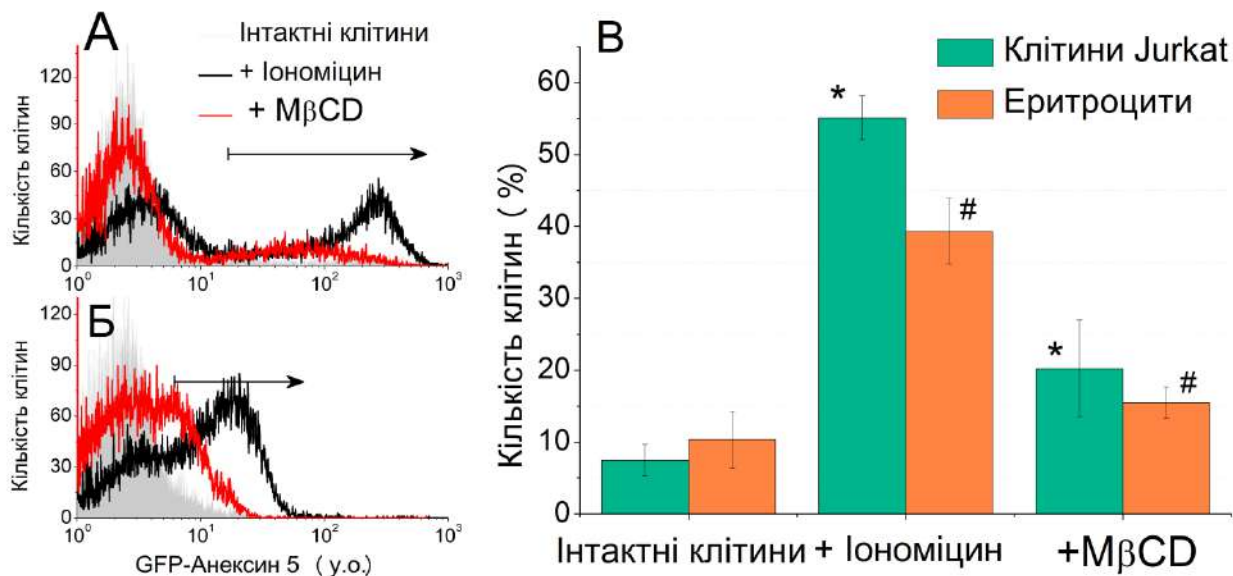 А
Інтактні клітини
+ Іономіцин
+ MβCD
Кількість клітин
120
90
60
30
0
10⁰
10¹
10²
10³
Б
Кількість клітин
120
90
60
30
0
10⁰
10¹
10²
10³
GFP-Анексин 5 ( у.о.)
В
Клітини Jurkat
Еритроцити
Кількість клітин ( %)
60
50
40
30
20
10
0
*
#
*
#
Інтактні клітини
+ Іономіцин
+MβCD